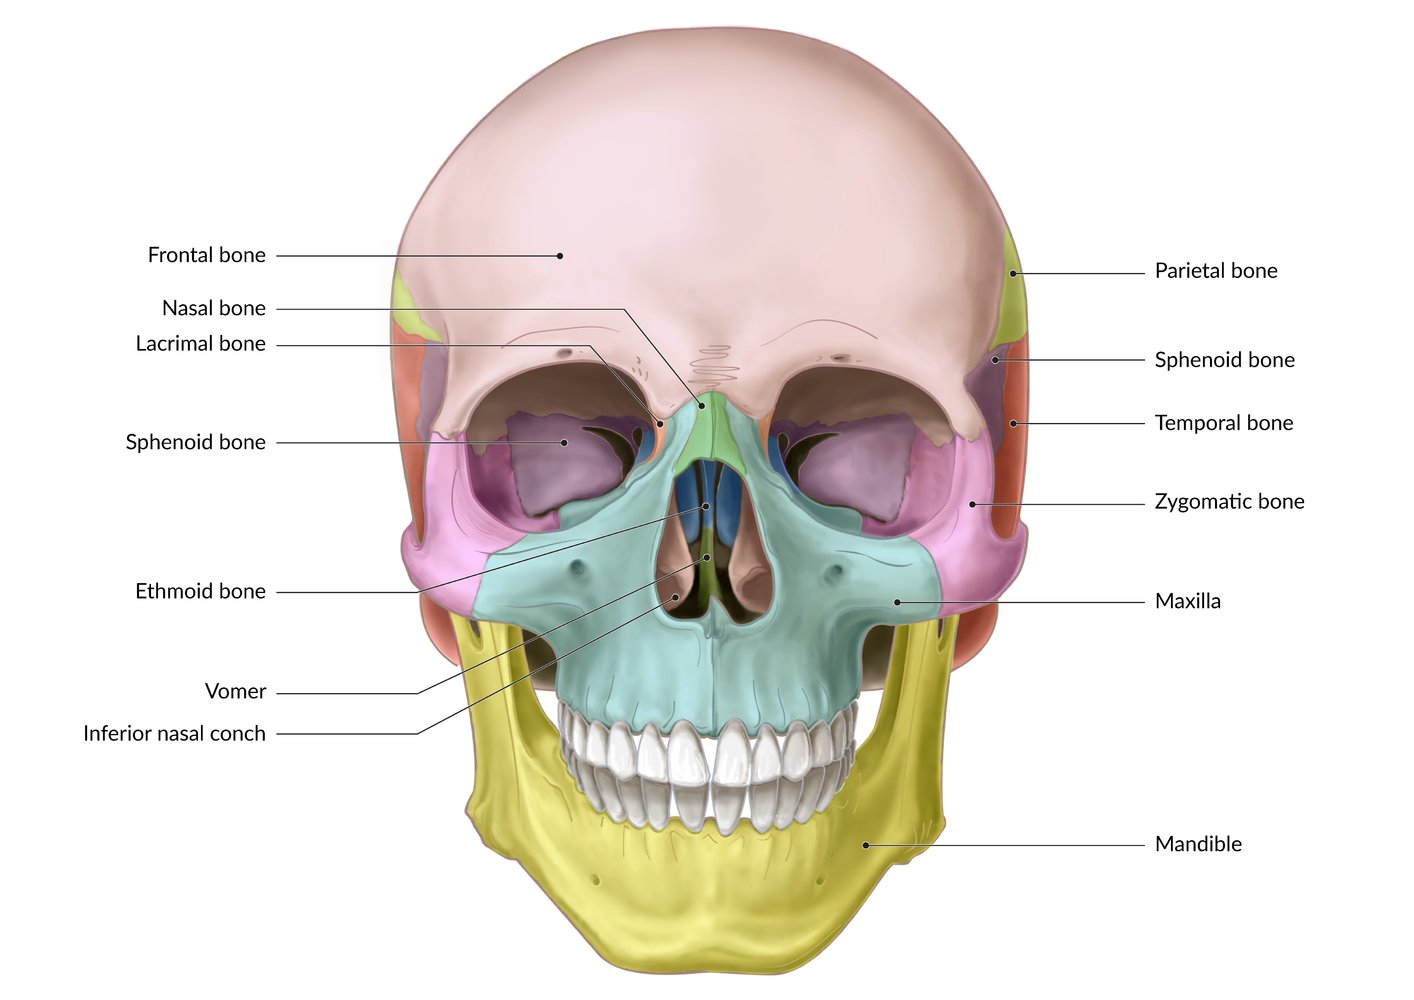 Frontal bone
Nasal bone
Lacrimal bone
Sphenoid bone
Ethmoid bone
Vomer
Inferior nasal conch
Parietal bone
Sphenoid bone
Temporal bone
Zygomatic bone
Maxilla
Mandible